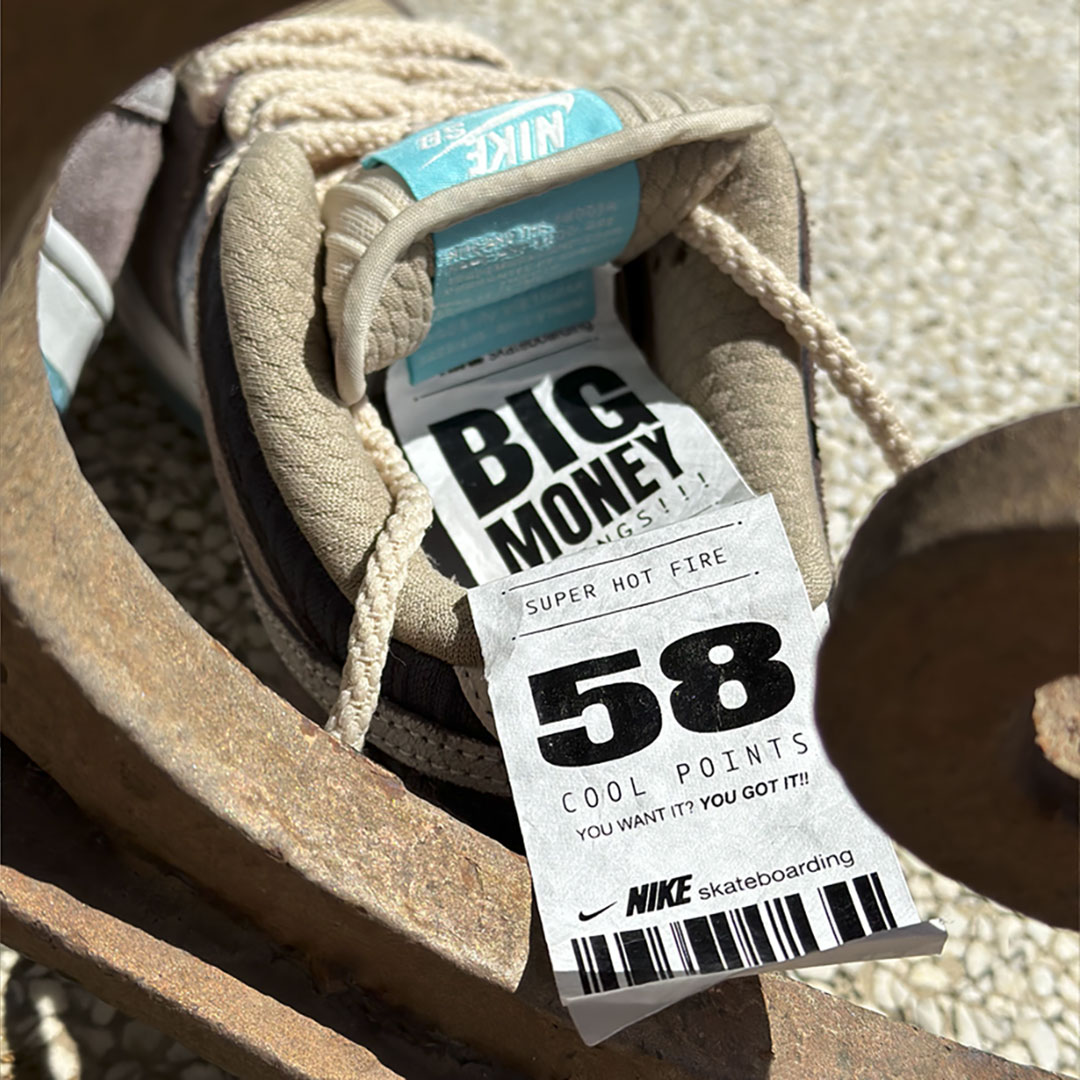 NIKE
SB
BIG
MONEY
SUPER HOT FIRE
58
COOL POINTS
YOU WANT IT? YOU GOT IT!!
NIKE skateboarding